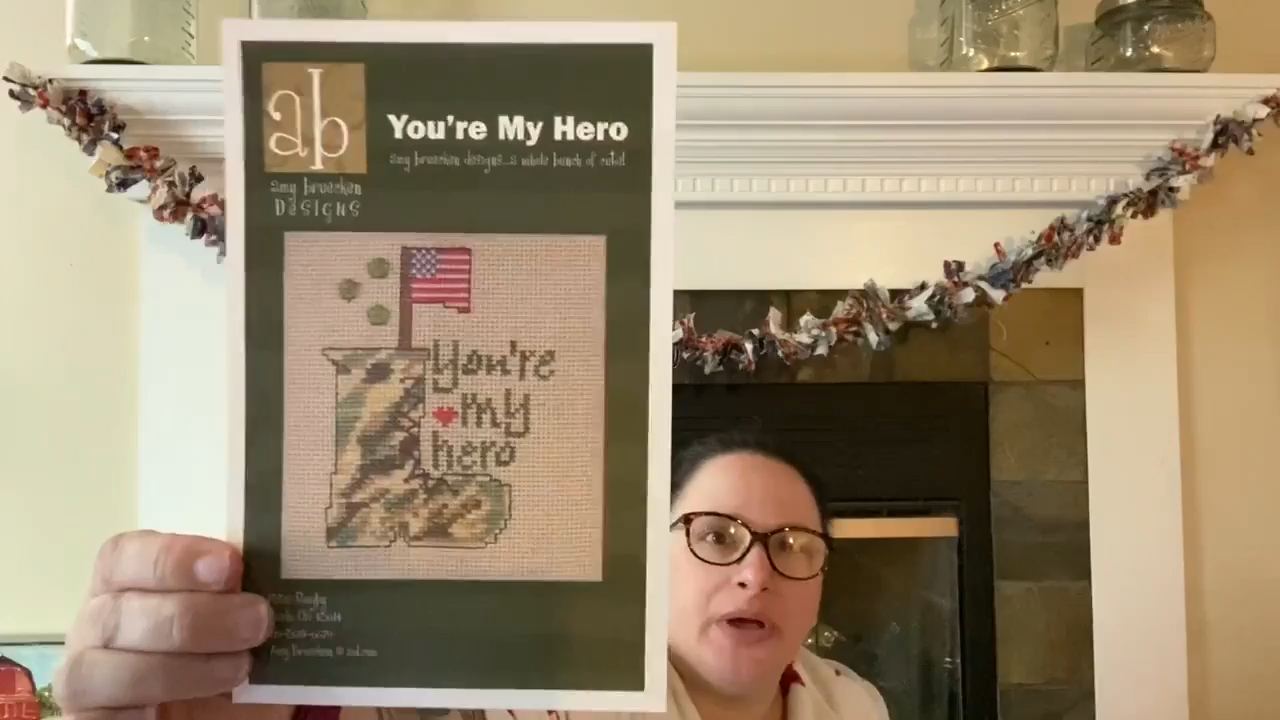 ab
You're My Hero
amy bruecken designs...a whole bunch of cute!
amy bruecken
DESIGNS
You're
my
hero